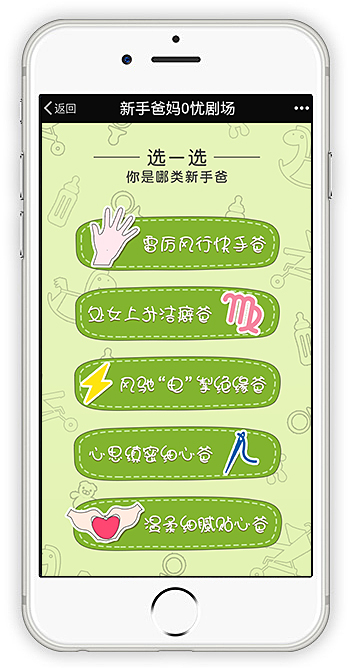 返回
新手爸妈0忧剧场
选一选
你是哪类新手爸
雷厉风行快手爸
处女上升洁癖爸
风驰“电”掣绝缘爸
心思缜密细心爸
温柔细腻贴心爸